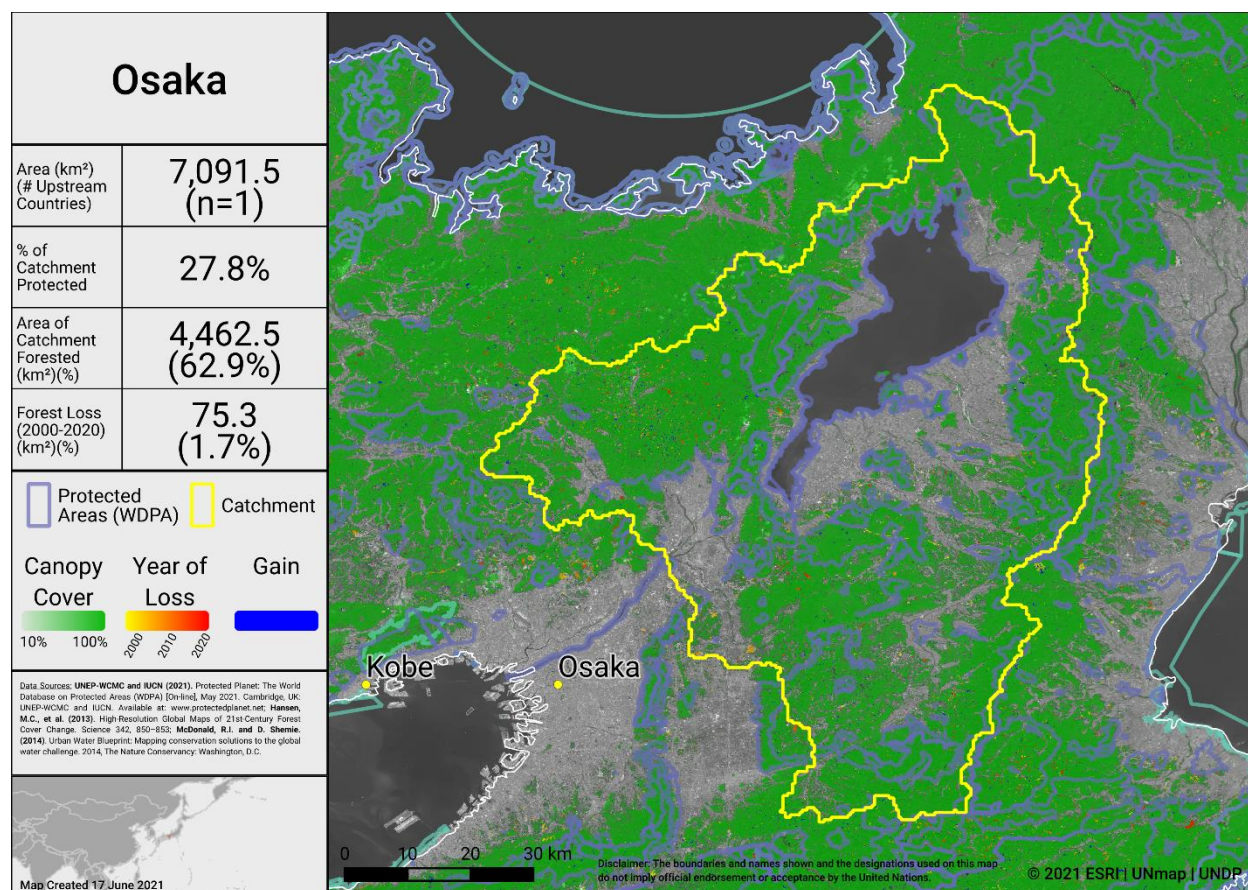 Osaka
Area (km²)
(# Upstream
Countries)
7,091.5
(n=1)
% of
Catchment
Protected
27.8%
Area of
Catchment
Forested
(km²)(%)
4,462.5
(62.9%)
Forest Loss
(2000-2020)
(km²)(%)
75.3
(1.7%)
Protected
Areas (WDPA)
Catchment
Canopy
Cover
10% 100%
Year of
Loss
2000 2010 2020
Gain
Data Sources: UNEP-WCMC and IUCN (2021). Protected Planet: The World
Database on Protected Areas (WDPA) [On-line], May 2021. Cambridge, UK:
UNEP-WCMC and IUCN. Available at: www.protectedplanet.net; Hansen,
M.C., et al. (2013). High-Resolution Global Maps of 21st-Century Forest
Cover Change. Science 342, 850–853; McDonald, R.I. and D. Shemie.
(2014). Urban Water Blueprint: Mapping conservation solutions to the global
water challenge. 2014, The Nature Conservancy: Washington, D.C.
Map Created 17 June 2021
Kobe
Osaka
0 10 20 30 km
Disclaimer: The boundaries and names shown and the designations used on this map
do not imply official endorsement or acceptance by the United Nations.
© 2021 ESRI | UNmap | UNDP